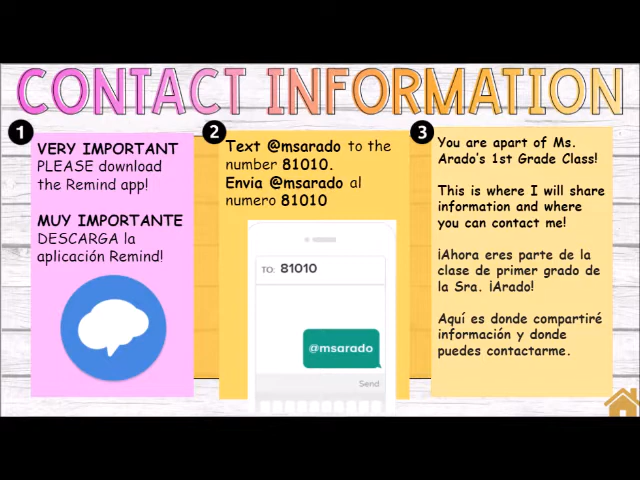 CONTACT INFORMATION
1
VERY IMPORTANT
PLEASE download
the Remind app!
MUY IMPORTANTE
DESCARGA la
aplicación Remind!
2
Text @msarado to the
number 81010.
Envia @msarado al
numero 81010
TO: 81010
@msarado
Send
3
You are apart of Ms.
Arado's 1st Grade Class!
This is where I will share
information and where
you can contact me!
¡Ahora eres parte de la
clase de primer grado de
la Sra. ¡Arado!
Aquí es donde compartiré
información y donde
puedes contactarme.